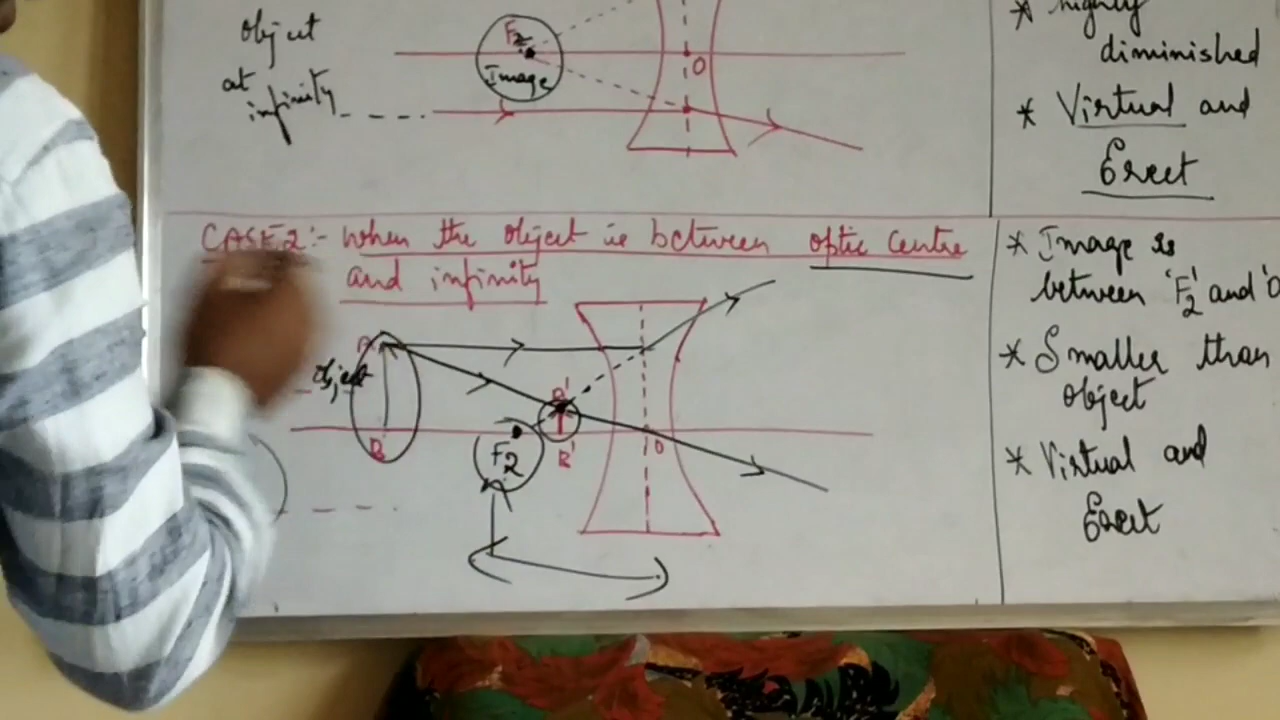 object
at
infinity
F2
Image
O
* highly
diminished
* Virtual and
Erect
CASE 2:- when the object is between optic centre
and infinity
A
object
B
F2
B'
O
* Image is
between 'F2' and 'O
* Smaller than
object
* Virtual and
Erect